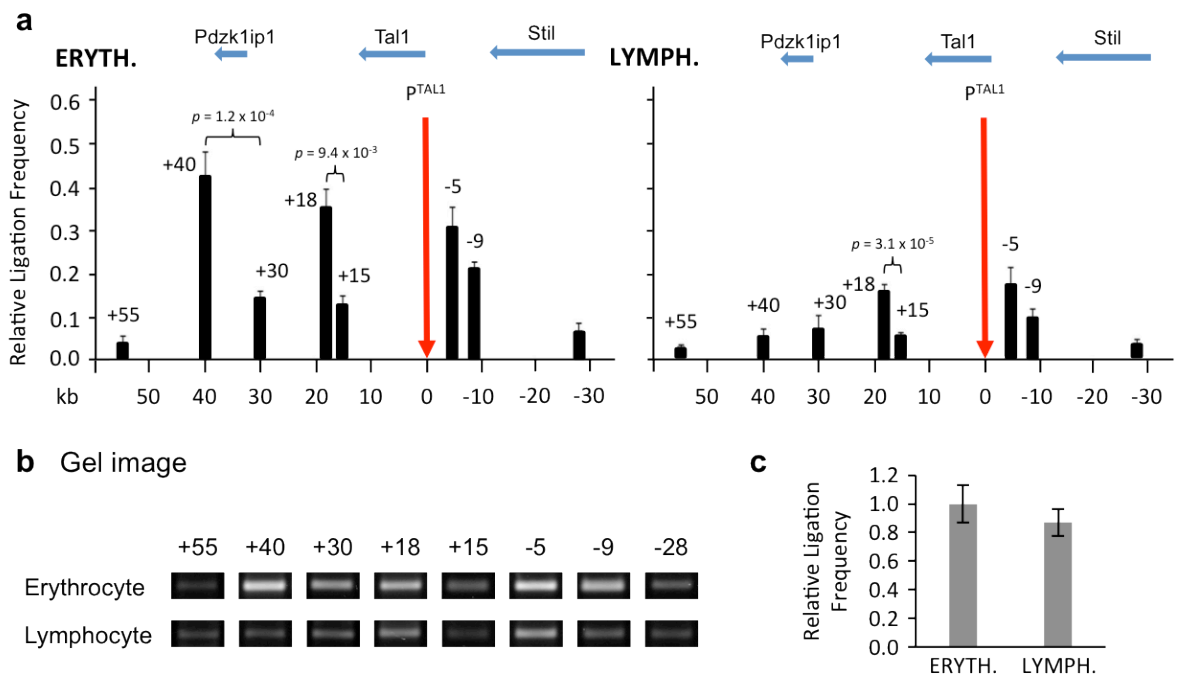 a
Pdzk1ip1 Tal1 Stil
ERYTH.
P^TAL1
Relative Ligation Frequency
0.6
0.5
0.4
0.3
0.2
0.1
0.0
p = 1.2 x 10^-4
p = 9.4 x 10^-3
+55 +40 +30 +18 +15 -5 -9
kb 50 40 30 20 10 0 -10 -20 -30
Pdzk1ip1 Tal1 Stil
LYMPH.
P^TAL1
p = 3.1 x 10^-5
+55 +40 +30 +18 +15 -5 -9
50 40 30 20 10 0 -10 -20 -30
b Gel image
+55 +40 +30 +18 +15 -5 -9 -28
Erythrocyte
Lymphocyte
c
Relative Ligation
Frequency
1.2
1.0
0.8
0.6
0.4
0.2
0.0
ERYTH. LYMPH.